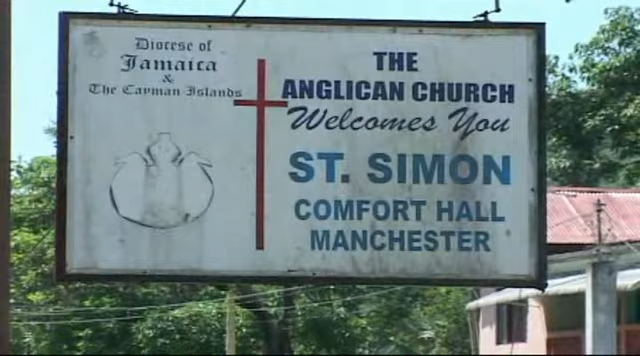 Diocese of
Jamaica
&
The Cayman Islands
THE
ANGLICAN CHURCH
Welcomes You
ST. SIMON
COMFORT HALL
MANCHESTER